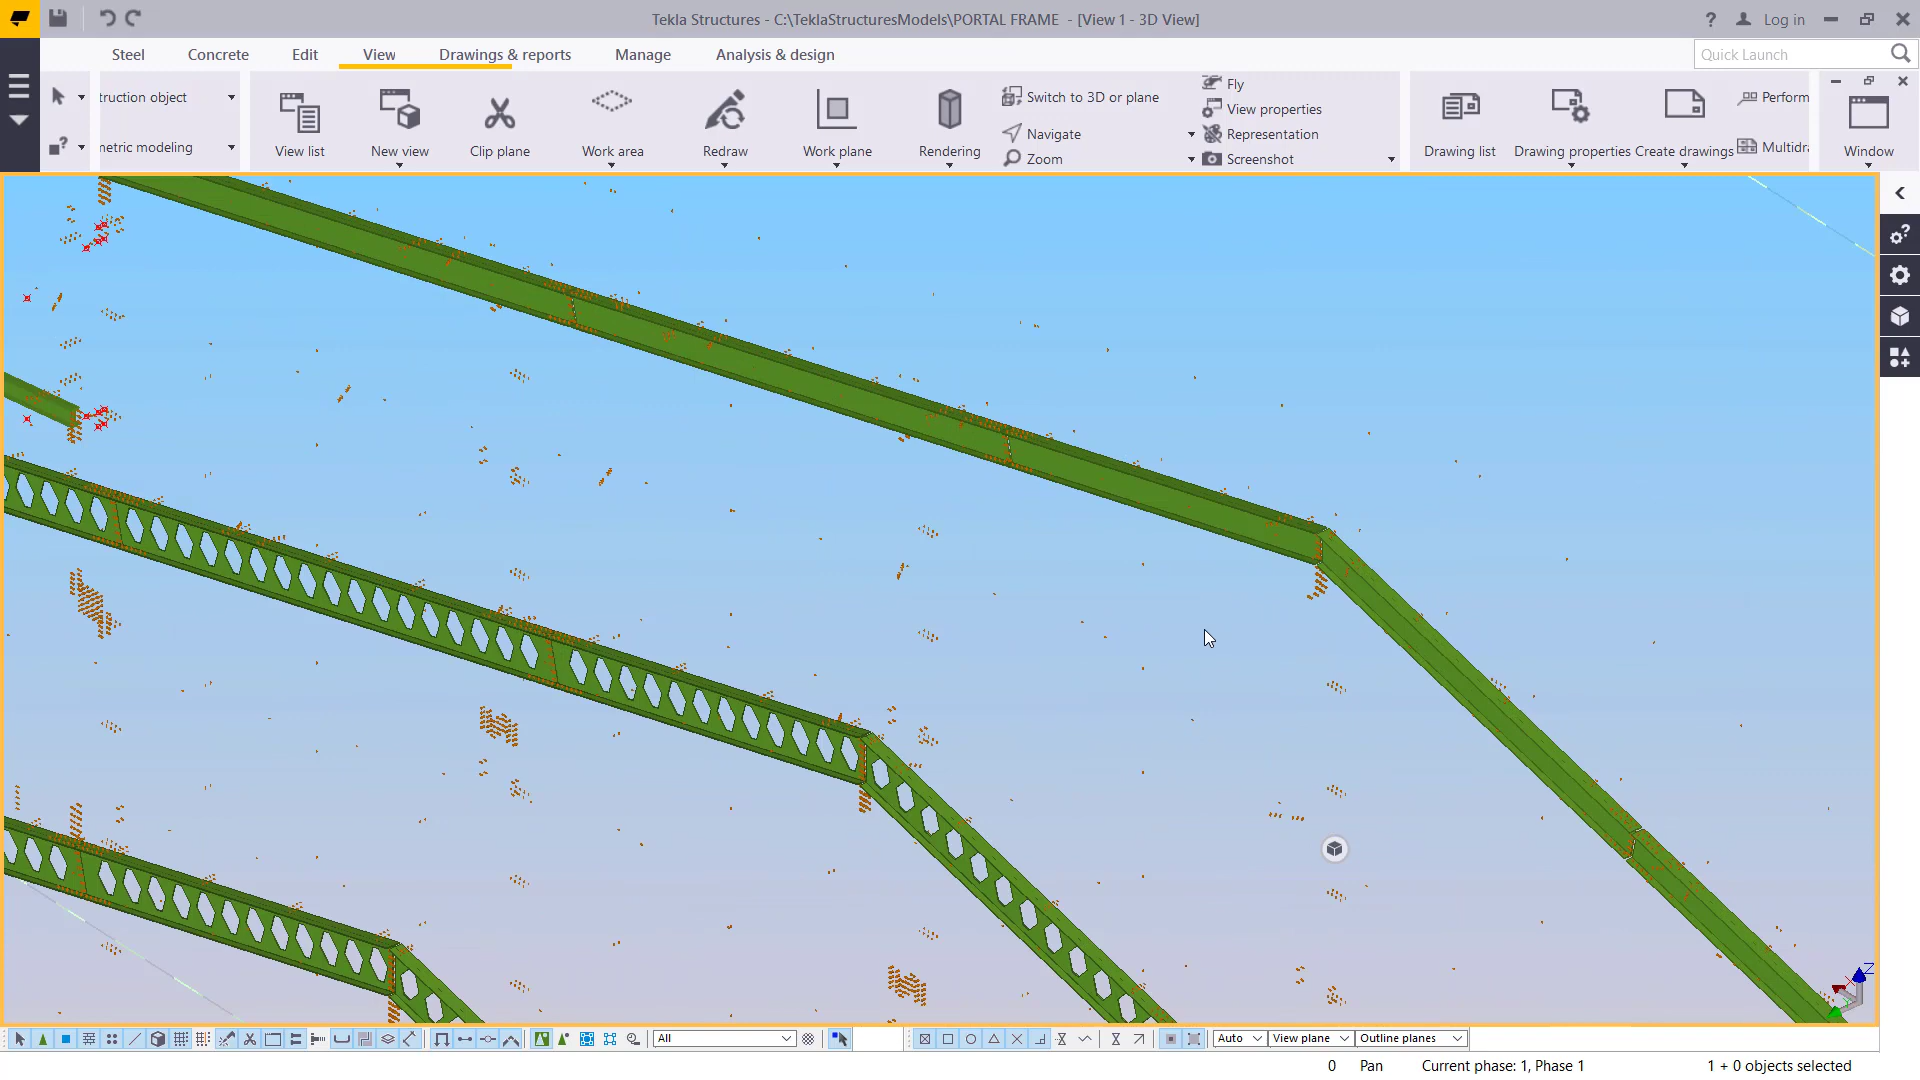 Tekla Structures - C:\TeklaStructuresModels\PORTAL FRAME - [View 1 - 3D View]
? Log in
Steel Concrete Edit View Drawings & reports Manage Analysis & design
Quick Launch
truction object
metric modeling
View list
New view
Clip plane
Work area
Redraw
Work plane
Rendering
Switch to 3D or plane
Navigate
Zoom
Fly
View properties
Representation
Screenshot
Drawing list
Drawing properties
Create drawings
Perform
Multidr
Window
Z
All
Auto
View plane
Outline planes
0 Pan Current phase: 1, Phase 1 1 + 0 objects selected